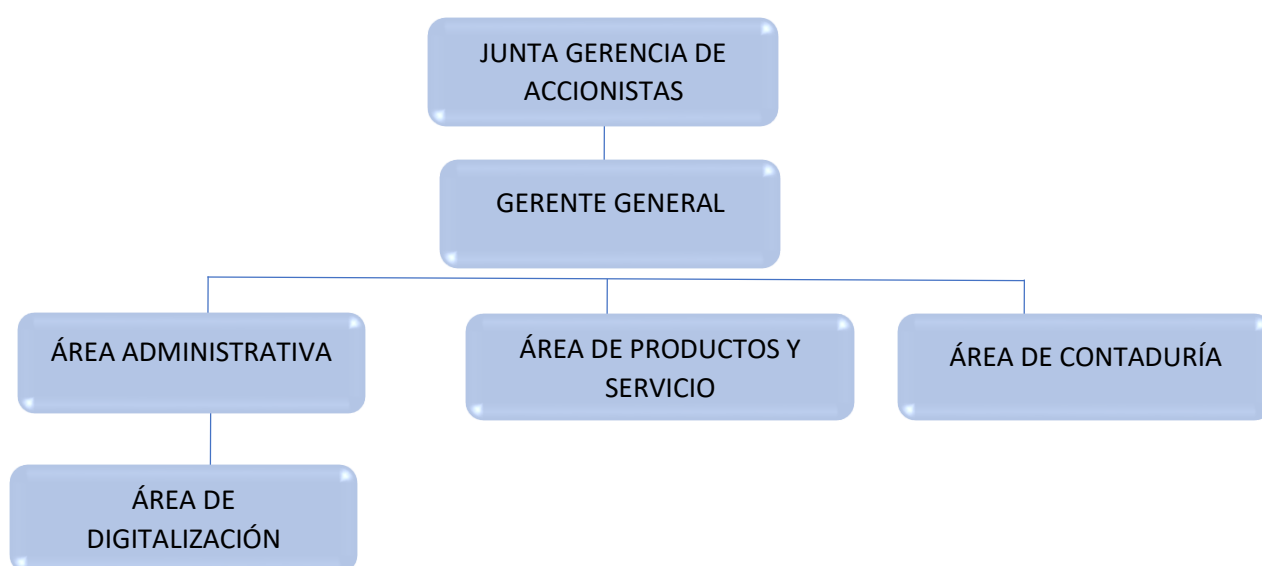 JUNTA GERENCIA DE
ACCIONISTAS
GERENTE GENERAL
ÁREA ADMINISTRATIVA
ÁREA DE PRODUCTOS Y
SERVICIO
ÁREA DE CONTADURÍA
ÁREA DE
DIGITALIZACIÓN